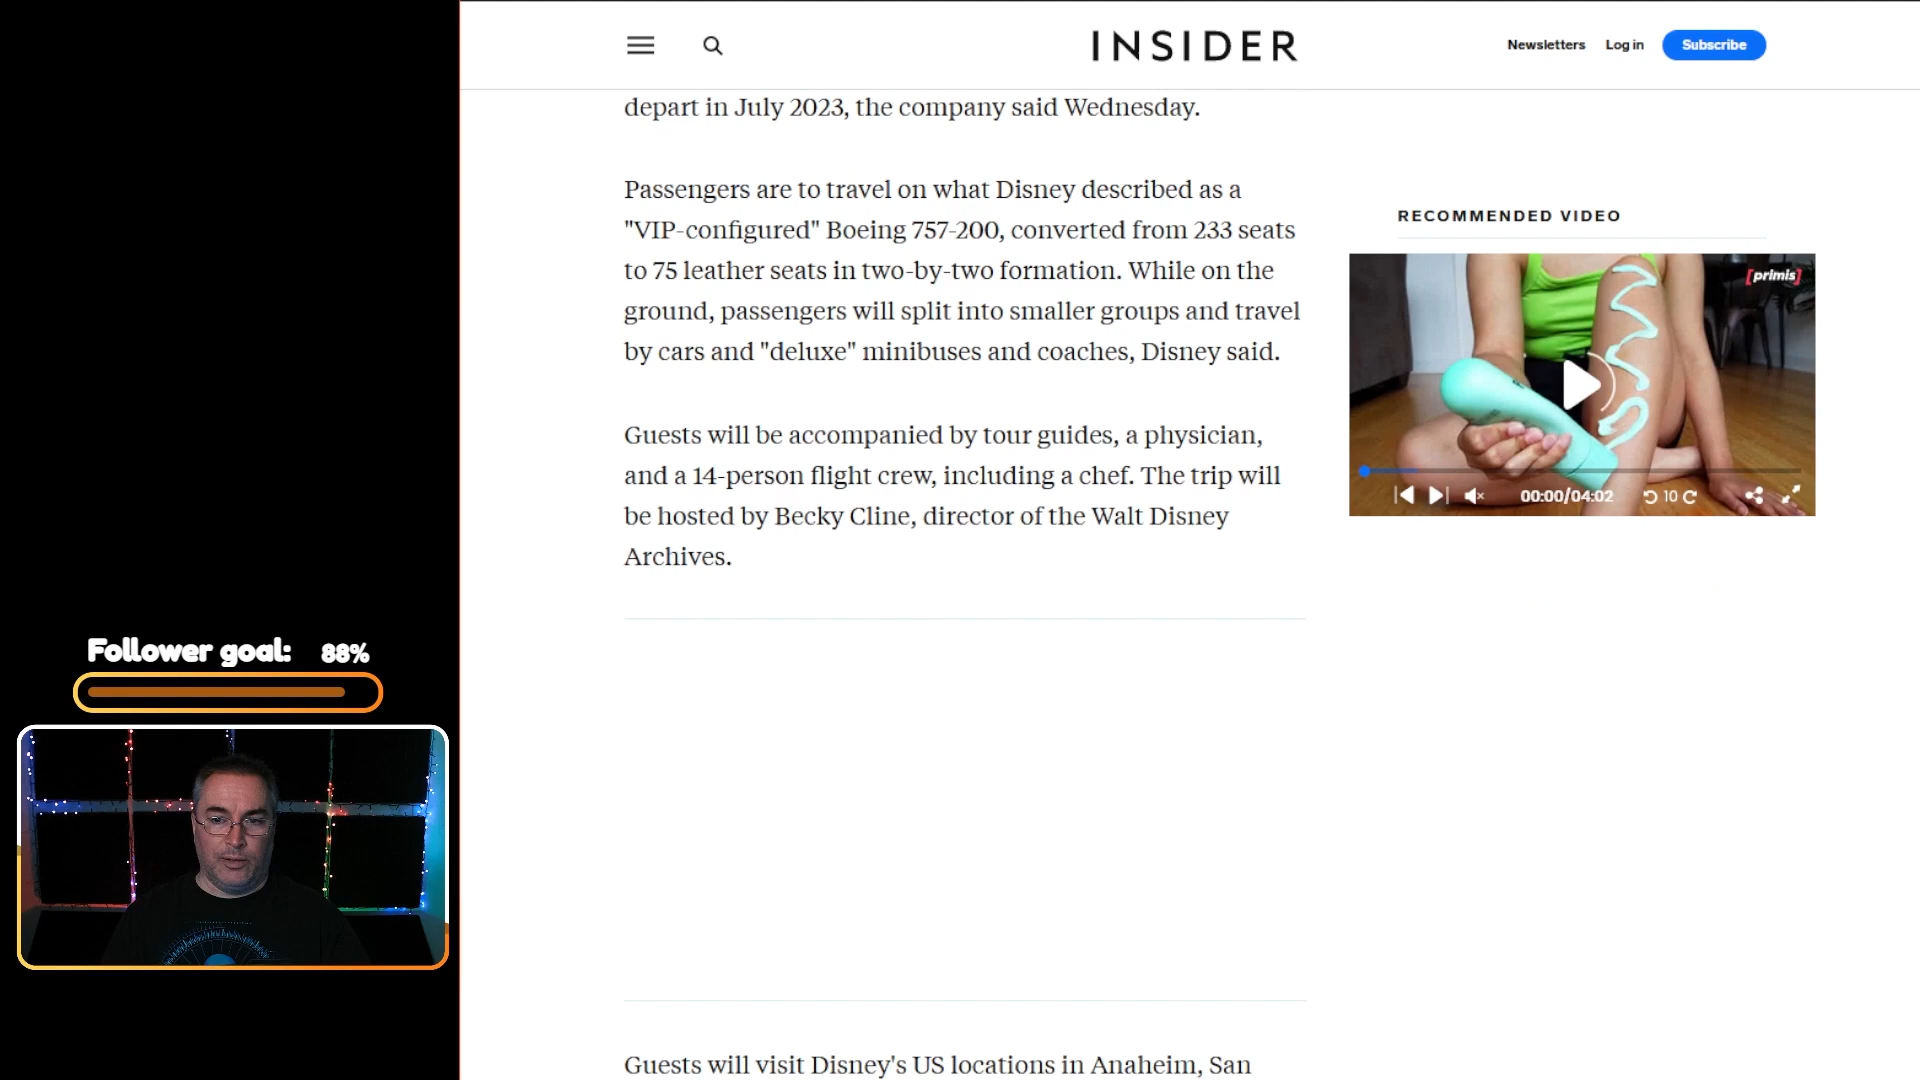 INSIDER
Newsletters
Log in
Subscribe
depart in July 2023, the company said Wednesday.
Passengers are to travel on what Disney described as a
"VIP-configured" Boeing 757-200, converted from 233 seats
to 75 leather seats in two-by-two formation. While on the
ground, passengers will split into smaller groups and travel
by cars and "deluxe" minibuses and coaches, Disney said.
Guests will be accompanied by tour guides, a physician,
and a 14-person flight crew, including a chef. The trip will
be hosted by Becky Cline, director of the Walt Disney
Archives.
Guests will visit Disney's US locations in Anaheim, San
RECOMMENDED VIDEO
[primis]
00:00/04:02
10
Follower goal: 88%